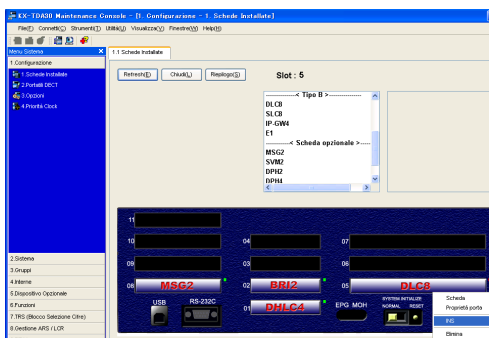 KX-TDA30 Maintenance Console - [1. Configurazione - 1. Schede Installate]
File(F) Connetti(C) Strumenti(T) Utilità(U) Visualizza(V) Finestre(W) Help(H)
Menu Sistema X
1.1 Schede Installate
1.Configurazione
1.Schede Installate
2.Portatili DECT
3.Opzioni
4.Priorità Clock
Refresh(E) Chiudi(L) Riepilogo(S) Slot : 5
-------------< Tipo B >-------------
DLC8
SLC8
IP-GW4
E1
-----------< Scheda opzionale >-----
MSG2
SVM2
DPH2
DPH4
11
10 04 07
09 03 06
08 MSG2 02 BRI2 05 DLC8
USB RS-232C 01 DHLC4 EPG MOH SYSTEM INITIALIZE
NORMAL RESET
Scheda
Proprietà porta
INS
Elimina
2.Sistema
3.Gruppi
4.Interne
5.Dispositivo Opzionale
6.Funzioni
7.TRS (Blocco Selezione Cifre)
8.Gestione ARS / LCR